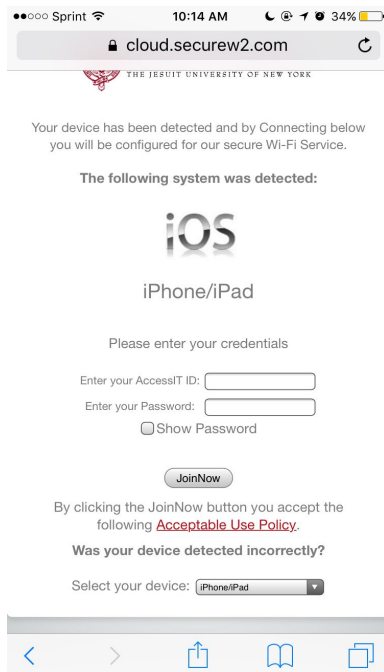 Sprint 10:14 AM 34%
cloud.securew2.com
THE JESUIT UNIVERSITY OF NEW YORK
Your device has been detected and by Connecting below
you will be configured for our secure Wi-Fi Service.
The following system was detected:
iOS
iPhone/iPad
Please enter your credentials
Enter your AccessIT ID:
Enter your Password:
Show Password
JoinNow
By clicking the JoinNow button you accept the
following Acceptable Use Policy.
Was your device detected incorrectly?
Select your device: iPhone/iPad